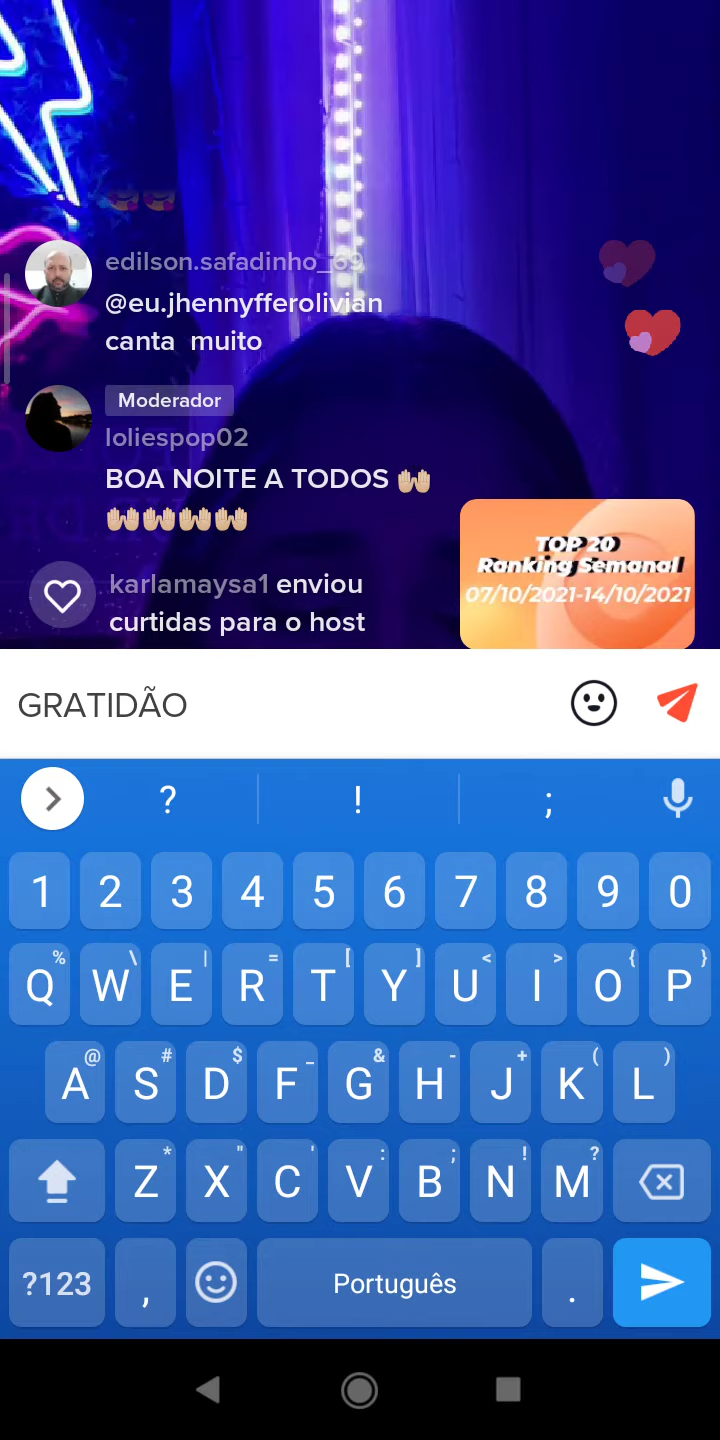 edilson.safadinho_69
@eu.jhennyfferolivian
canta muito
Moderador
loliespop02
BOA NOITE A TODOS 🙌🏼
🙌🏼🙌🏼🙌🏼🙌🏼
karlamaysa1 enviou
curtidas para o host
TOP 20
Ranking Semanal
07/10/2021-14/10/2021
GRATIDÃO
? ! ;
1 2 3 4 5 6 7 8 9 0
% \ | = [ ] < > { }
Q W E R T Y U I O P
@ # $ _ & - + ( )
A S D F G H J K L
* " ' : ; ! ?
Z X C V B N M
?123 , Português .